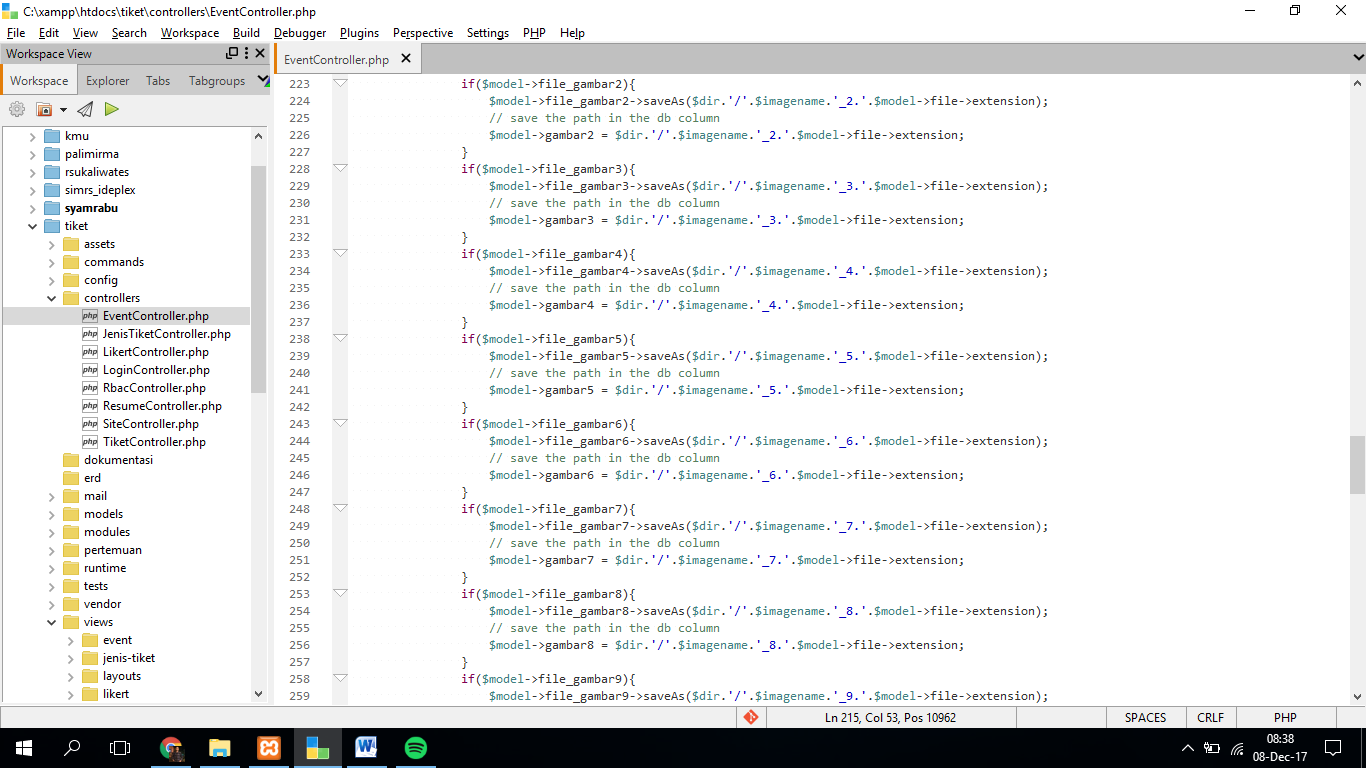 C:\xampp\htdocs\tiket\controllers\EventController.php
File Edit View Search Workspace Build Debugger Plugins Perspective Settings PHP Help
Workspace View
Workspace Explorer Tabs Tabgroups
kmu
palimirma
rsukaliwates
simrs_ideplex
syamrabu
tiket
assets
commands
config
controllers
php EventController.php
php JenisTiketController.php
php LikertController.php
php LoginController.php
php RbacController.php
php ResumeController.php
php SiteController.php
php TiketController.php
dokumentasi
erd
mail
models
modules
pertemuan
runtime
tests
vendor
views
event
jenis-tiket
layouts
likert
EventController.php
223 if($model->file_gambar2){
224 $model->file_gambar2->saveAs($dir.'/'.$imagename.'_2.'.$model->file->extension);
225 // save the path in the db column
226 $model->gambar2 = $dir.'/'.$imagename.'_2.'.$model->file->extension;
227 }
228 if($model->file_gambar3){
229 $model->file_gambar3->saveAs($dir.'/'.$imagename.'_3.'.$model->file->extension);
230 // save the path in the db column
231 $model->gambar3 = $dir.'/'.$imagename.'_3.'.$model->file->extension;
232 }
233 if($model->file_gambar4){
234 $model->file_gambar4->saveAs($dir.'/'.$imagename.'_4.'.$model->file->extension);
235 // save the path in the db column
236 $model->gambar4 = $dir.'/'.$imagename.'_4.'.$model->file->extension;
237 }
238 if($model->file_gambar5){
239 $model->file_gambar5->saveAs($dir.'/'.$imagename.'_5.'.$model->file->extension);
240 // save the path in the db column
241 $model->gambar5 = $dir.'/'.$imagename.'_5.'.$model->file->extension;
242 }
243 if($model->file_gambar6){
244 $model->file_gambar6->saveAs($dir.'/'.$imagename.'_6.'.$model->file->extension);
245 // save the path in the db column
246 $model->gambar6 = $dir.'/'.$imagename.'_6.'.$model->file->extension;
247 }
248 if($model->file_gambar7){
249 $model->file_gambar7->saveAs($dir.'/'.$imagename.'_7.'.$model->file->extension);
250 // save the path in the db column
251 $model->gambar7 = $dir.'/'.$imagename.'_7.'.$model->file->extension;
252 }
253 if($model->file_gambar8){
254 $model->file_gambar8->saveAs($dir.'/'.$imagename.'_8.'.$model->file->extension);
255 // save the path in the db column
256 $model->gambar8 = $dir.'/'.$imagename.'_8.'.$model->file->extension;
257 }
258 if($model->file_gambar9){
259 $model->file_gambar9->saveAs($dir.'/'.$imagename.'_9.'.$model->file->extension);
Ln 215, Col 53, Pos 10962 SPACES CRLF PHP
08:38
08-Dec-17